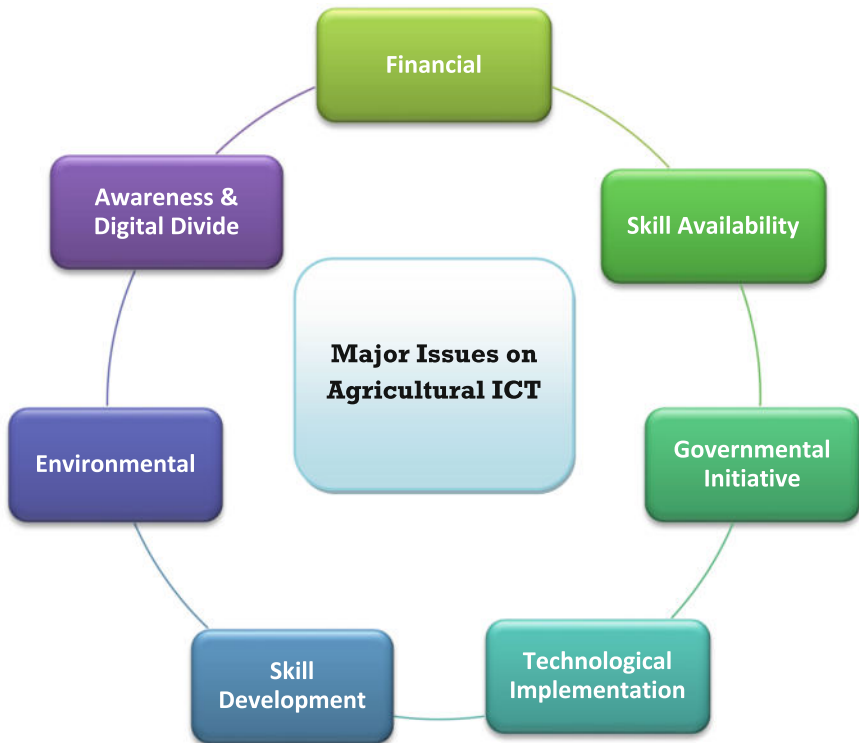 Financial
Skill Availability
Governmental
Initiative
Technological
Implementation
Skill
Development
Environmental
Awareness &
Digital Divide
Major Issues on
Agricultural ICT